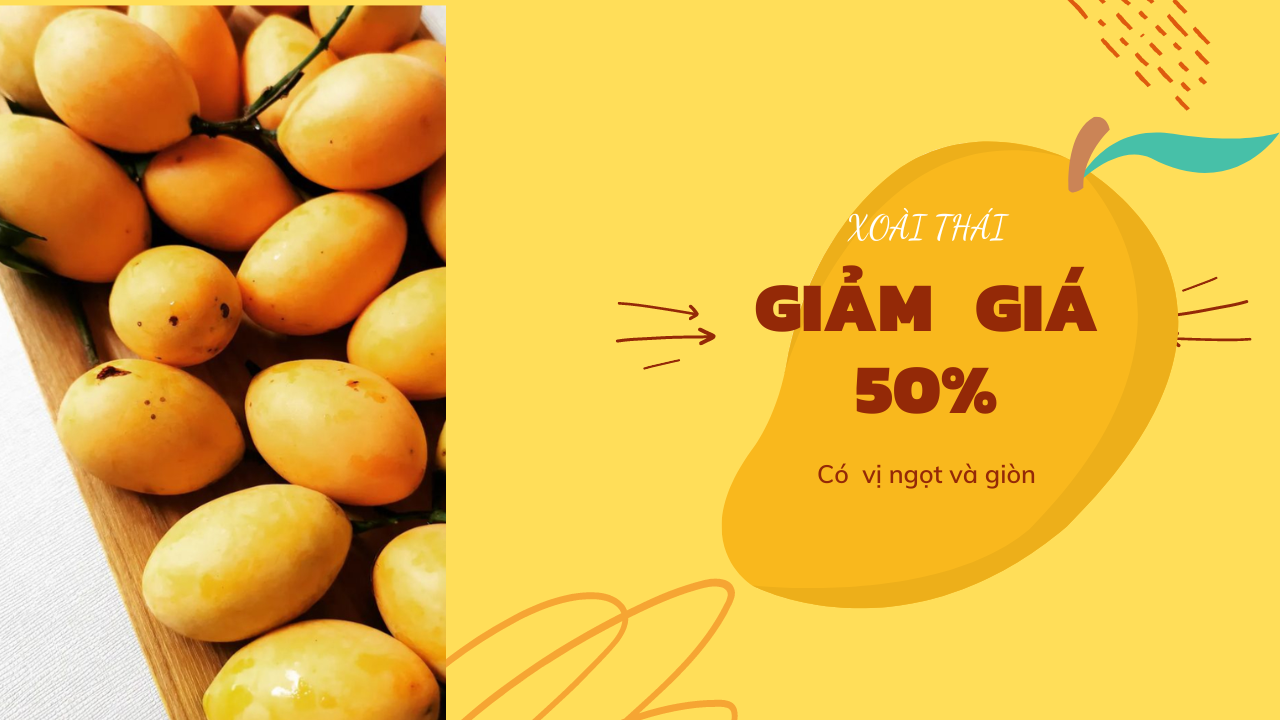 XOÀI THÁI
GIẢM GIÁ
50%
Có vị ngọt và giòn